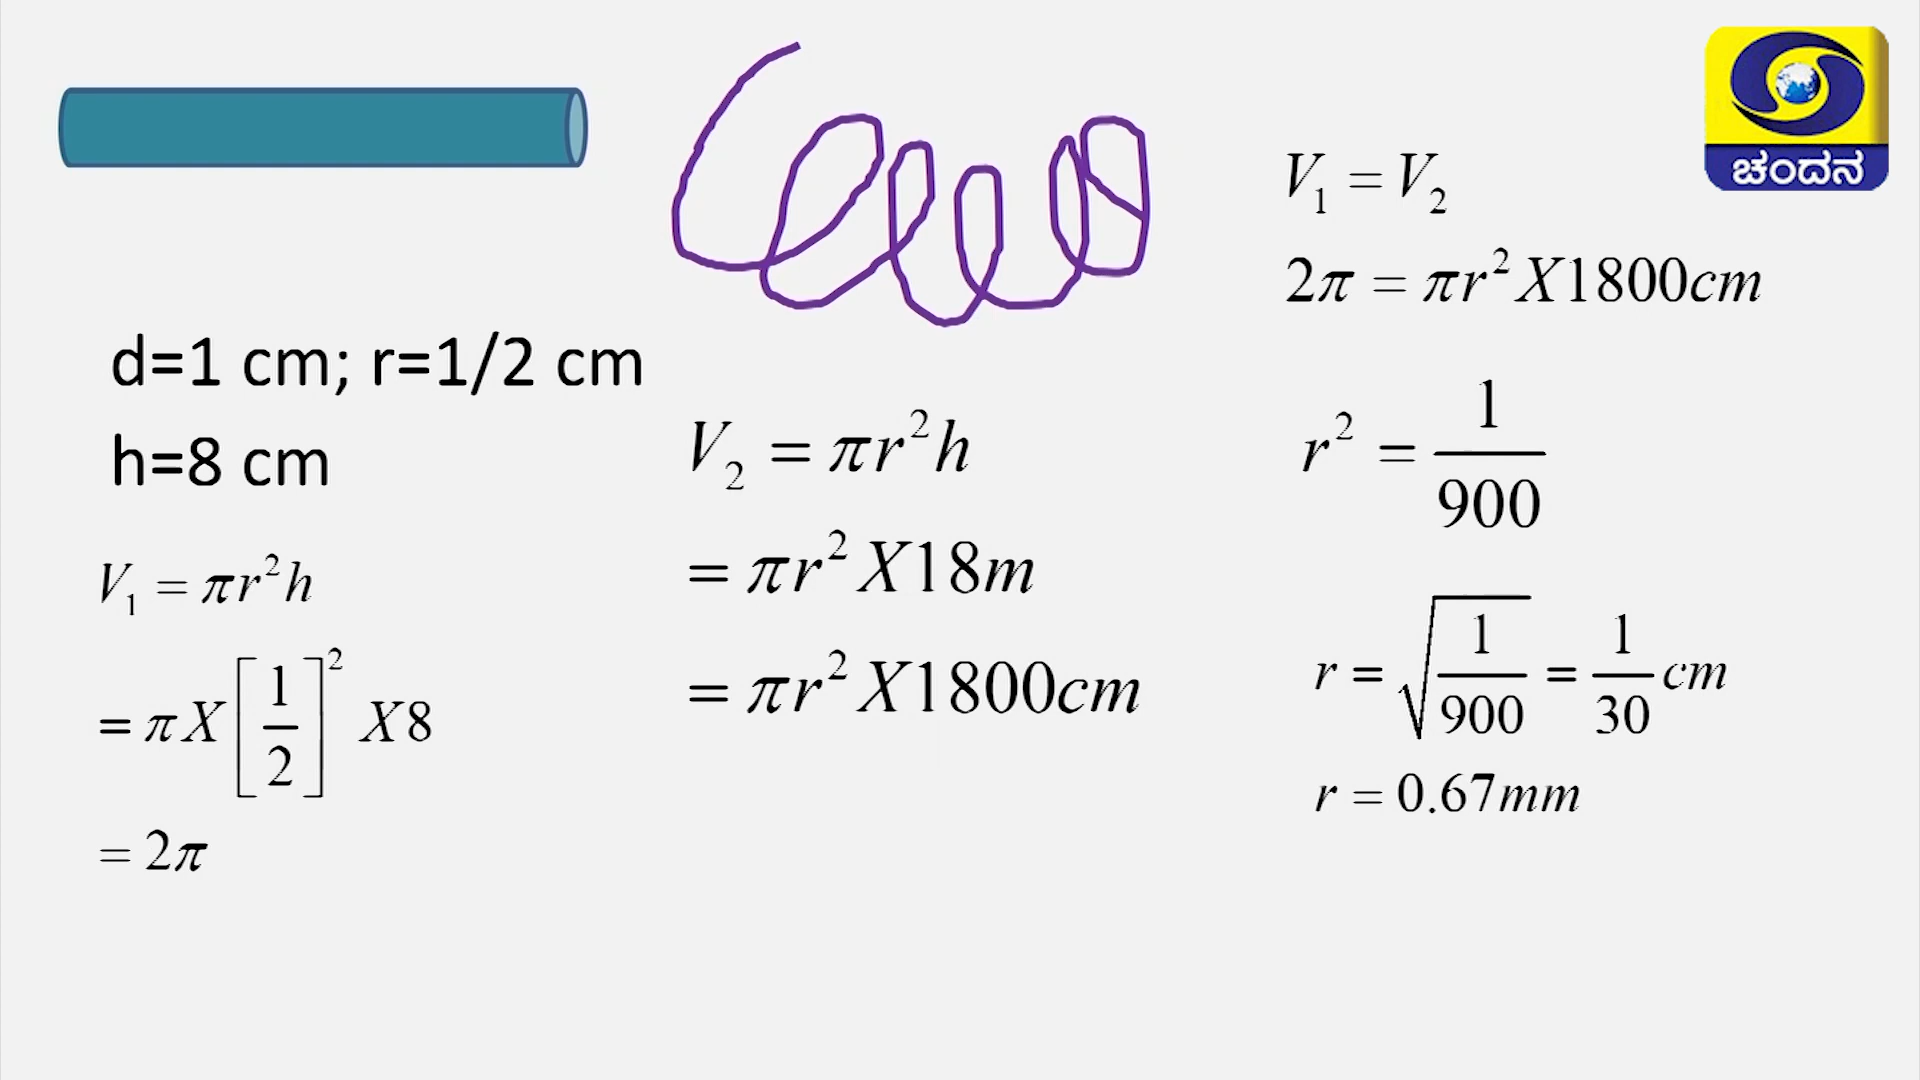 d=1 cm; r=1/2 cm
h=8 cm
V₁ = πr²h
= πX[1/2]² X8
= 2π
V₂ = πr²h
= πr²X18m
= πr²X1800cm
V₁ = V₂
2π = πr²X1800cm
r² = 1/900
r = √(1/900) = 1/30 cm
r = 0.67mm
ಚಂದನ